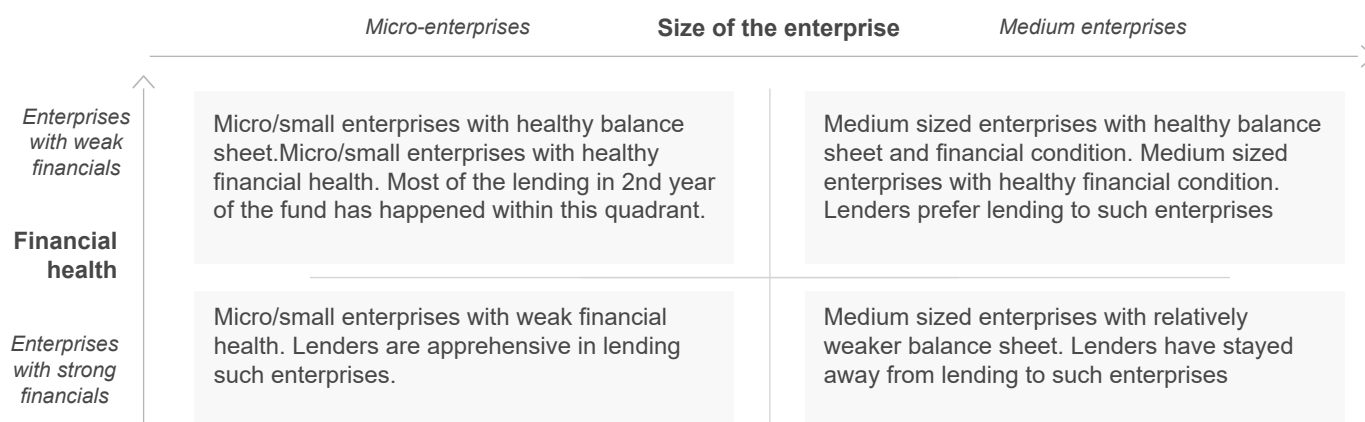 Micro-enterprises
Size of the enterprise
Medium enterprises
Enterprises
with weak
financials
Micro/small enterprises with healthy balance
sheet.Micro/small enterprises with healthy
financial health. Most of the lending in 2nd year
of the fund has happened within this quadrant.
Medium sized enterprises with healthy balance
sheet and financial condition. Medium sized
enterprises with healthy financial condition.
Lenders prefer lending to such enterprises
Financial
health
Enterprises
with strong
financials
Micro/small enterprises with weak financial
health. Lenders are apprehensive in lending
such enterprises.
Medium sized enterprises with relatively
weaker balance sheet. Lenders have stayed
away from lending to such enterprises